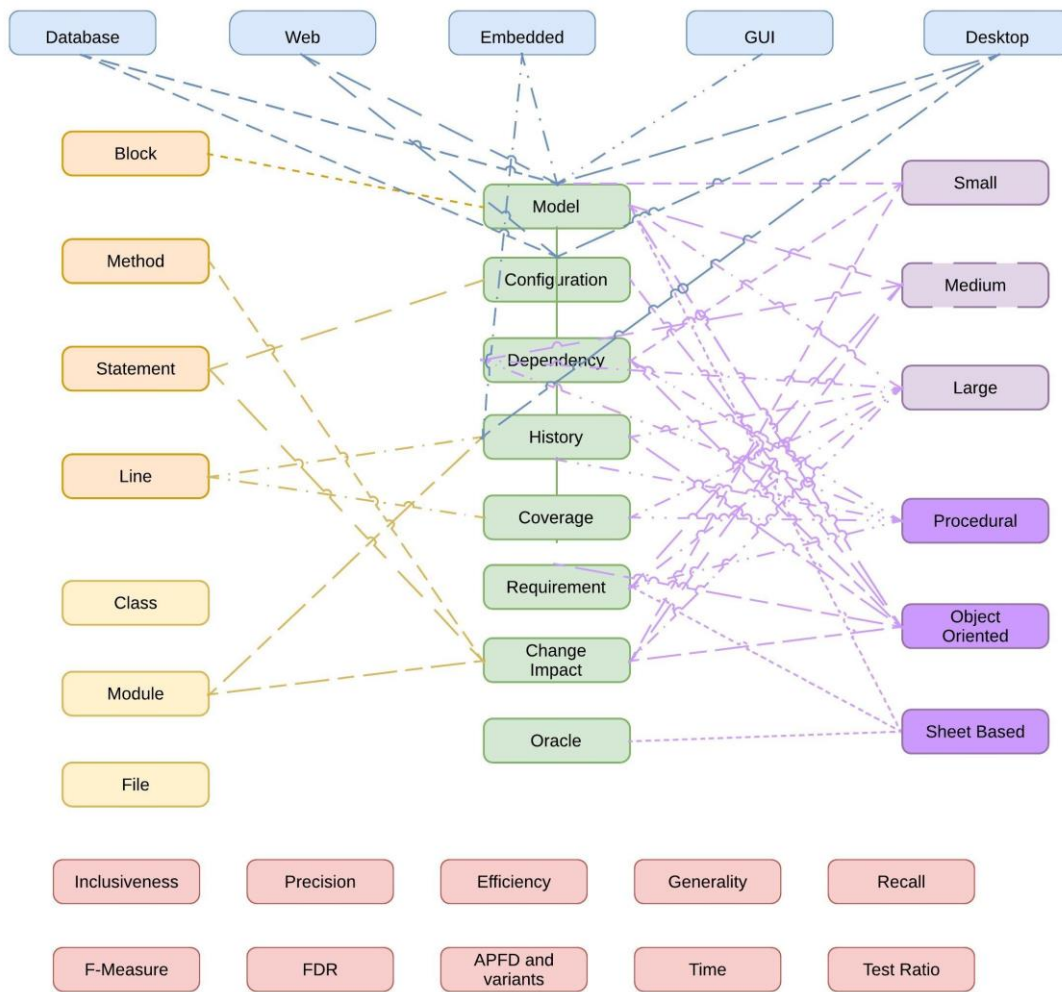 Database
Web
Embedded
GUI
Desktop
Block
Method
Statement
Line
Class
Module
File
Model
Configuration
Dependency
History
Coverage
Requirement
Change
Impact
Oracle
Small
Medium
Large
Procedural
Object
Oriented
Sheet Based
Inclusiveness
Precision
Efficiency
Generality
Recall
F-Measure
FDR
APFD and
variants
Time
Test Ratio